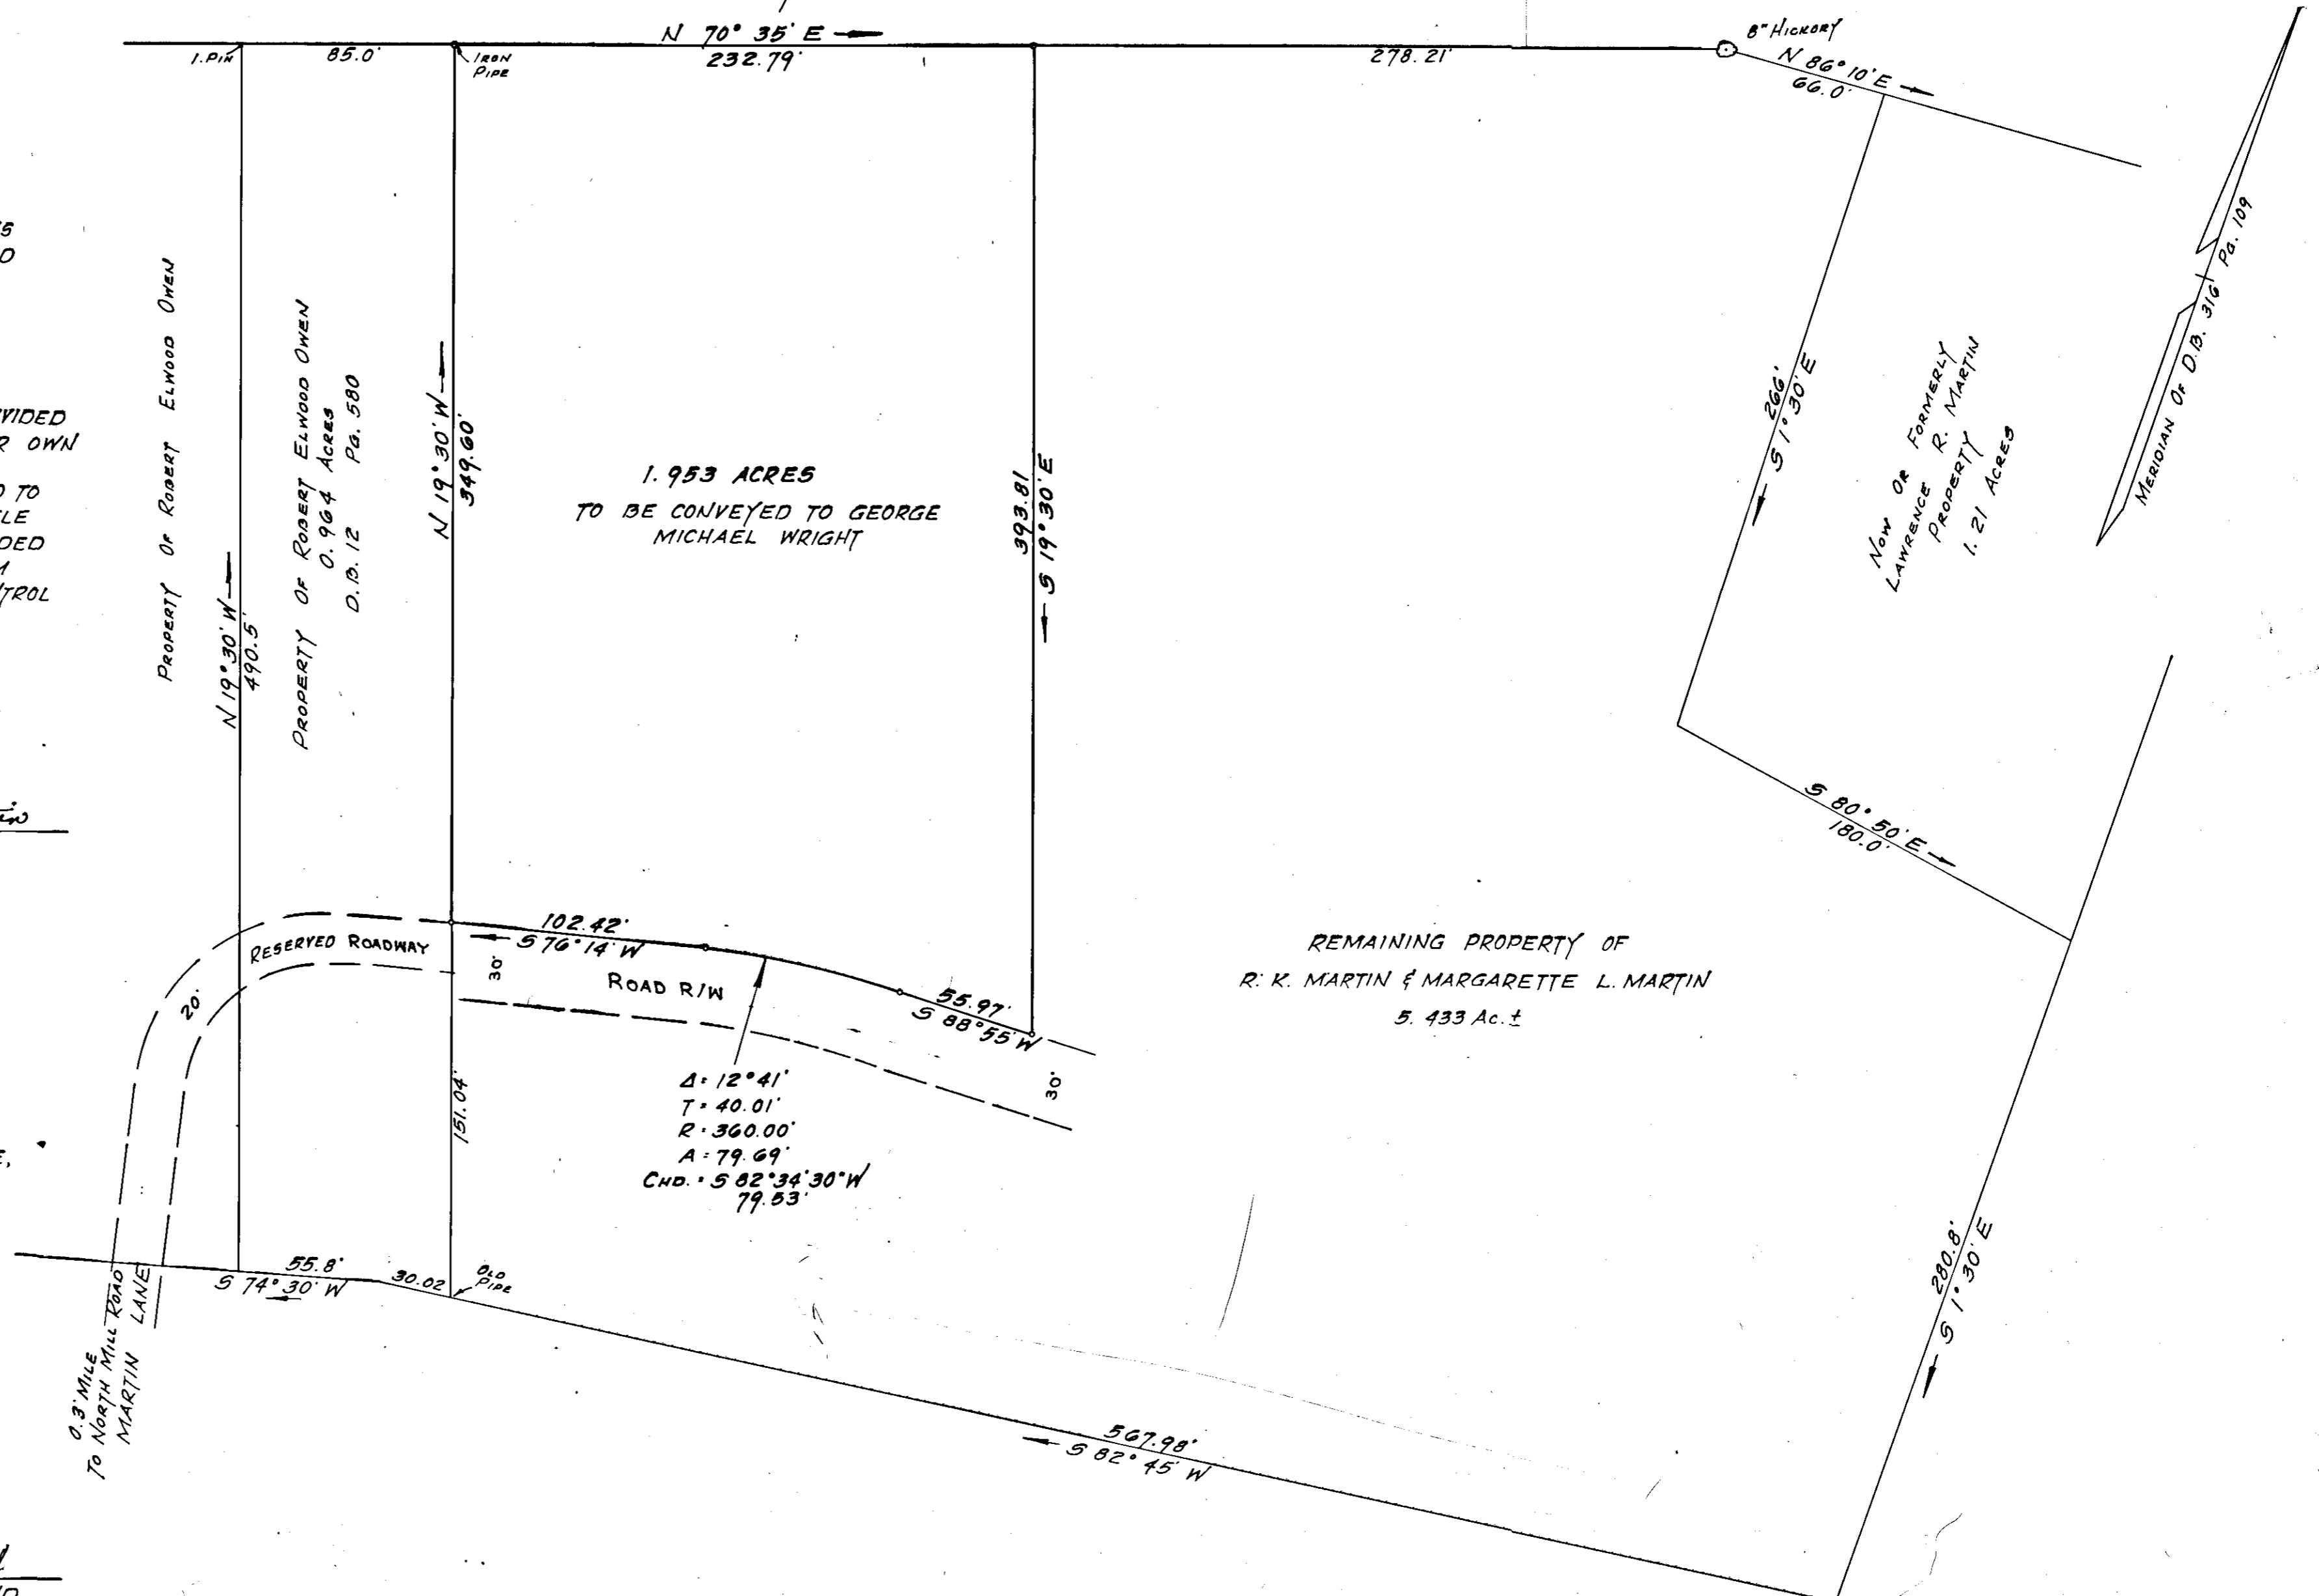 N 70° 35' E
8" HICKORY
I. PIN
85.0'
IRON
PIPE
232.79'
278.21'
N 86° 10' E
66.0'
S
D
VIDED
R OWN
D TO
LE
DED
TROL
PROPERTY OF ROBERT ELWOOD OWEN
N 19° 30' W
490.5'
PROPERTY OF ROBERT ELWOOD OWEN
0.964 ACRES
D.B. 12 PG. 580
N 19° 30' W
349.60'
1.953 ACRES
TO BE CONVEYED TO GEORGE
MICHAEL WRIGHT
393.81
S 19° 30' E
266'
S 1° 30' E
NOW OR FORMERLY
LAWRENCE R. MARTIN
PROPERTY
1.21 ACRES
MERIDIAN OF D.B. 316 PG. 109
S 80° 50' E
180.0'
RESERVED ROADWAY
20'
102.42'
S 76° 14' W
30'
ROAD R/W
55.97'
S 88° 55' W
30'
REMAINING PROPERTY OF
R. K. MARTIN & MARGARETTE L. MARTIN
5.433 AC. ±
Δ = 12° 41'
T = 40.01'
R = 360.00'
A = 79.69'
CHD. = S 82° 34' 30" W
79.53'
151.04'
E,
55.8'
S 74° 30' W
30.02
OLD
PIPE
0.3 MILE
TO NORTH MILL ROAD
MARTIN LANE
280.8'
S 1° 30' E
567.98'
S 82° 45' W